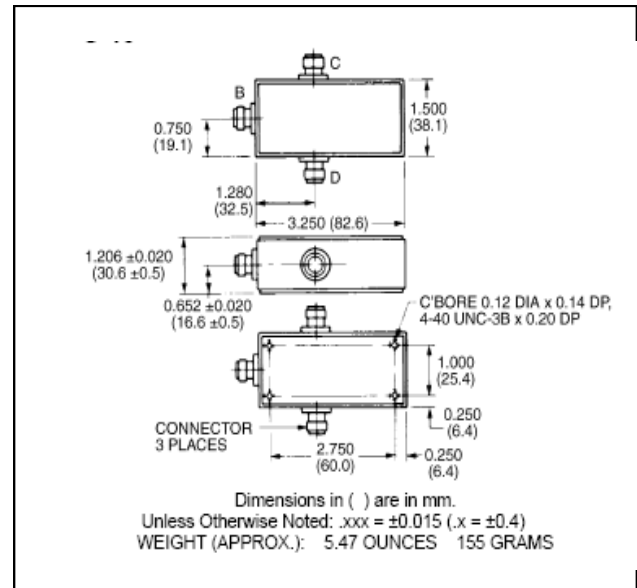 C
B
0.750
(19.1)
1.500
(38.1)
D
1.280
(32.5)
3.250 (82.6)
1.206 ±0.020
(30.6 ±0.5)
0.652 ±0.020
(16.6 ±0.5)
C'BORE 0.12 DIA x 0.14 DP,
4-40 UNC-3B x 0.20 DP
1.000
(25.4)
0.250
(6.4)
CONNECTOR
3 PLACES
2.750
(60.0)
0.250
(6.4)
Dimensions in ( ) are in mm.
Unless Otherwise Noted: .xxx = ±0.015 (.x = ±0.4)
WEIGHT (APPROX.): 5.47 OUNCES 155 GRAMS